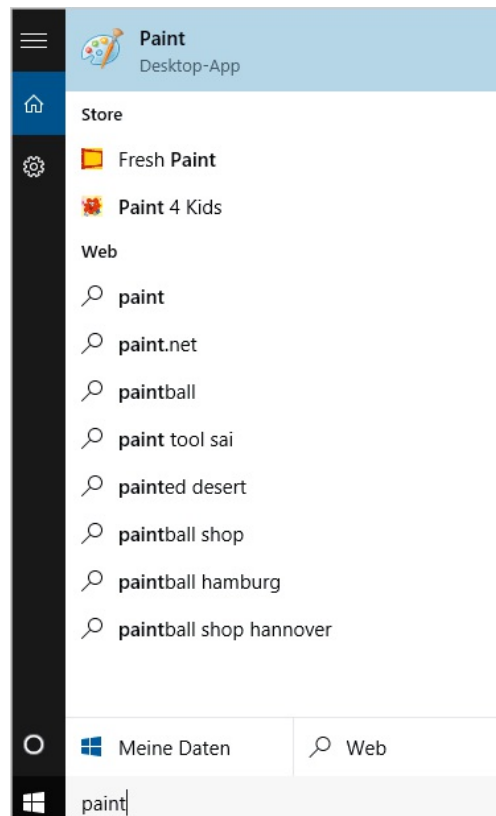 Paint
Desktop-App
Store
Fresh Paint
Paint 4 Kids
Web
paint
paint.net
paintball
paint tool sai
painted desert
paintball shop
paintball hamburg
paintball shop hannover
Meine Daten
Web
paint